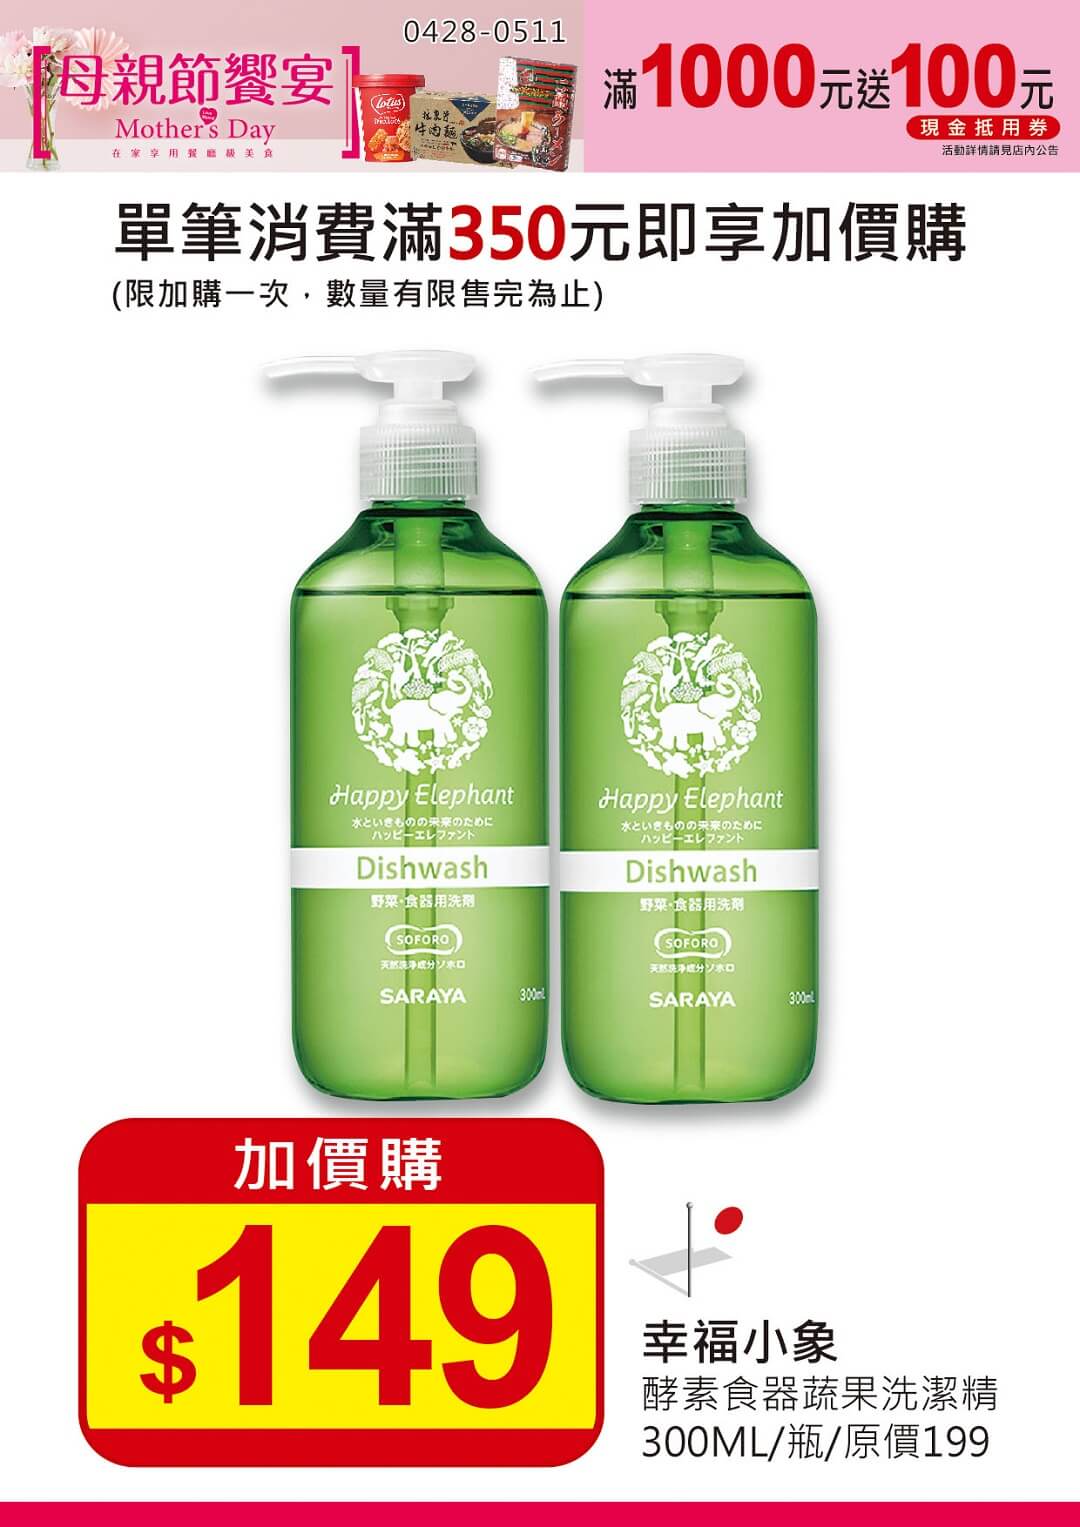 0428-0511
母親節饗宴
Mother's Day
在家享用餐廳級美食
Lotus
牛肉麵
滿1000元送100元
現金抵用券
活動詳情請見店內公告
單筆消費滿350元即享加價購
(限加購一次，數量有限售完為止)
Happy Elephant
水といきものの未来のために
ハッピーエレファント
Dishwash
野菜・食器用洗剤
SOFORO
天然洗浄成分ソホロ
SARAYA
300mL
Happy Elephant
水といきものの未来のために
ハッピーエレファント
Dishwash
野菜・食器用洗剤
SOFORO
天然洗浄成分ソホロ
SARAYA
300mL
加價購
$149
幸福小象
酵素食器蔬果洗潔精
300ML/瓶/原價199